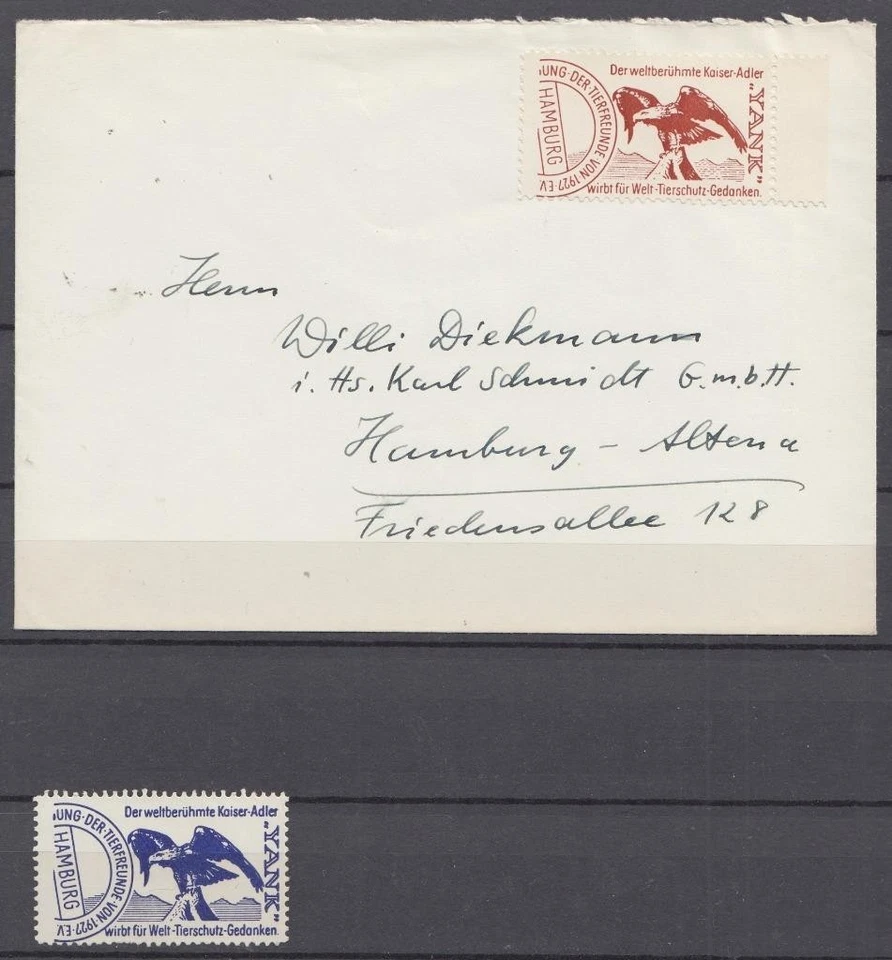 Der weltberühmte Kaiser-Adler
„YANK“
UNG·DER·TIERFREUNDE·VON·1927·E.V.
HAMBURG
wirbt für Welt-Tierschutz-Gedanken.
Herrn
Willi Diekmann
i. Hs. Karl Schmidt G.m.b.H.
Hamburg - Altona
Friedensallee 128
Der weltberühmte Kaiser-Adler
„YANK“
UNG·DER·TIERFREUNDE·VON·1927·E.V.
HAMBURG
wirbt für Welt-Tierschutz-Gedanken.